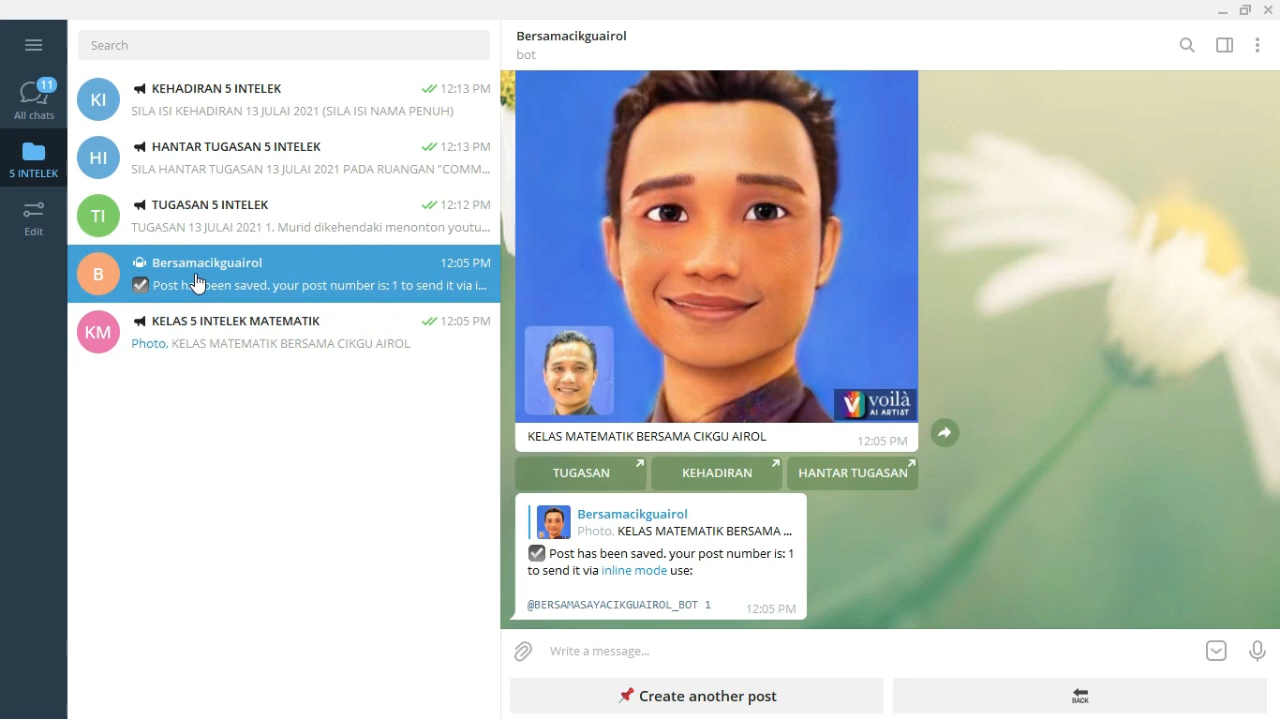 Search
11
All chats
5 INTELEK
Edit
KI
KEHADIRAN 5 INTELEK
12:13 PM
SILA ISI KEHADIRAN 13 JULAI 2021 (SILA ISI NAMA PENUH)
HI
HANTAR TUGASAN 5 INTELEK
12:13 PM
SILA HANTAR TUGASAN 13 JULAI 2021 PADA RUANGAN "COMM...
TI
TUGASAN 5 INTELEK
12:12 PM
TUGASAN 13 JULAI 2021 1. Murid dikehendaki menonton youtu...
B
Bersamacikguairol
12:05 PM
Post h been saved. your post number is: 1 to send it via i...
KM
KELAS 5 INTELEK MATEMATIK
12:05 PM
Photo, KELAS MATEMATIK BERSAMA CIKGU AIROL
Bersamacikguairol
bot
voilà
AI ARTIST
KELAS MATEMATIK BERSAMA CIKGU AIROL
12:05 PM
TUGASAN
KEHADIRAN
HANTAR TUGASAN
Bersamacikguairol
Photo, KELAS MATEMATIK BERSAMA ...
Post has been saved. your post number is: 1
to send it via inline mode use:
@BERSAMASAYACIKGUAIROL_BOT 1
12:05 PM
Write a message...
Create another post
BACK